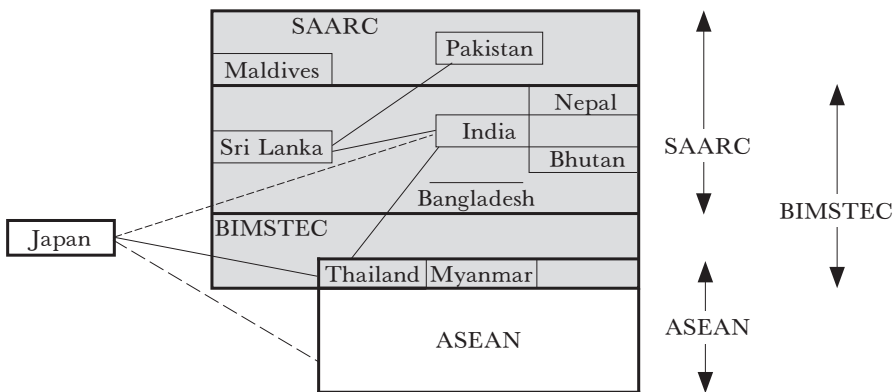 SAARC
Pakistan
Maldives
Nepal
India
Sri Lanka
Bhutan
Bangladesh
BIMSTEC
Japan
Thailand
Myanmar
ASEAN
SAARC
BIMSTEC
ASEAN